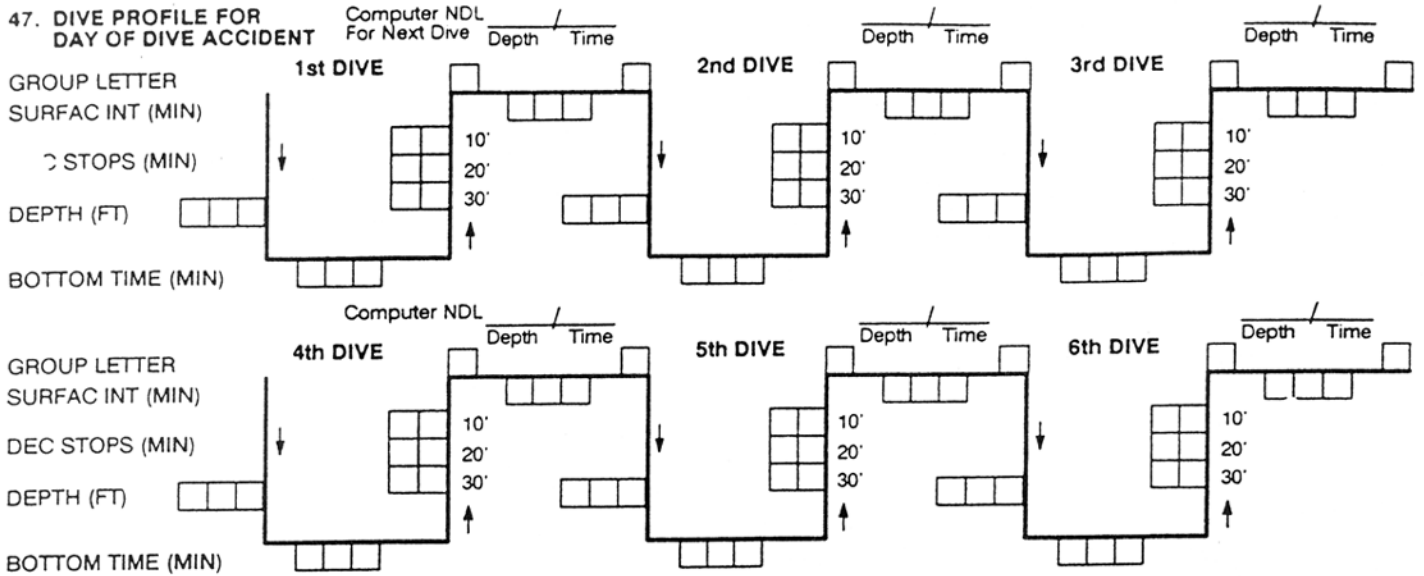 47. DIVE PROFILE FOR
DAY OF DIVE ACCIDENT
Computer NDL
For Next Dive
Depth / Time
Depth / Time
Depth / Time
1st DIVE
2nd DIVE
3rd DIVE
GROUP LETTER
SURFAC INT (MIN)
C STOPS (MIN)
DEPTH (FT)
BOTTOM TIME (MIN)
10'
20'
30'
10'
20'
30'
10'
20'
30'
Computer NDL
Depth / Time
Depth / Time
Depth / Time
4th DIVE
5th DIVE
6th DIVE
GROUP LETTER
SURFAC INT (MIN)
DEC STOPS (MIN)
DEPTH (FT)
BOTTOM TIME (MIN)
10'
20'
30'
10'
20'
30'
10'
20'
30'